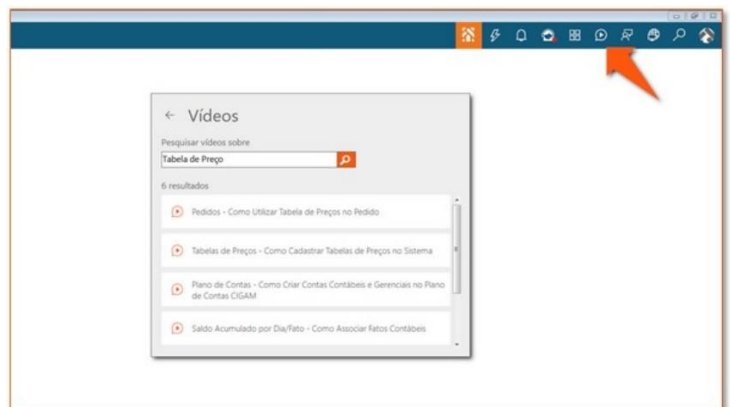 Vídeos
Pesquisar vídeos sobre
Tabela de Preço
6 resultados
Pedidos - Como Utilizar Tabela de Preços no Pedido
Tabelas de Preços - Como Cadastrar Tabelas de Preços no Sistema
Plano de Contas - Como Criar Contas Contábeis e Gerenciais no Plano
de Contas CIGAM
Saldo Acumulado por Dia/Fato - Como Associar Fatos Contábeis